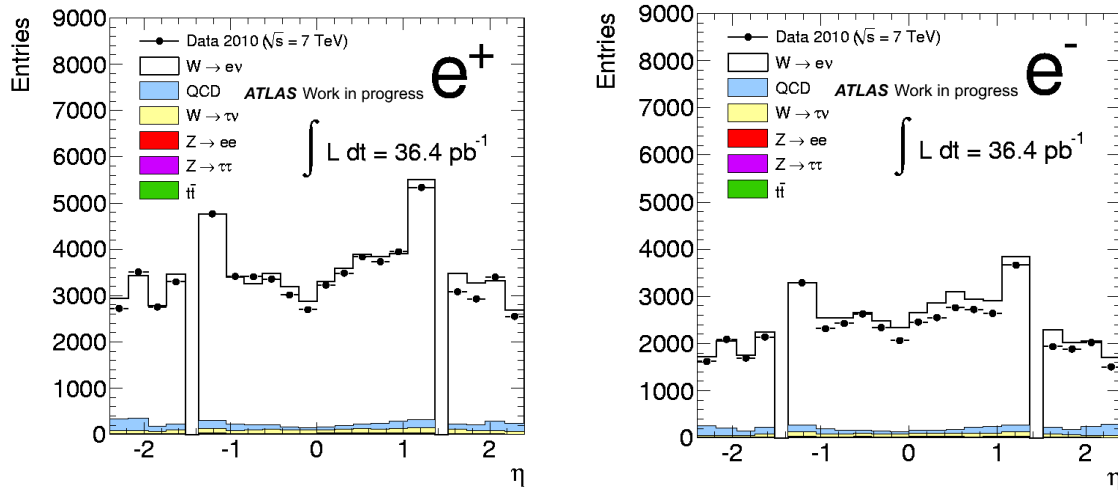 Entries
9000
8000
7000
6000
5000
4000
3000
2000
1000
0
Data 2010 (√s = 7 TeV)
W → eν
QCD
W → τν
Z → ee
Z → ττ
tt̄
e⁺
ATLAS Work in progress
∫ L dt = 36.4 pb⁻¹
-2 -1 0 1 2
η
Entries
9000
8000
7000
6000
5000
4000
3000
2000
1000
0
Data 2010 (√s = 7 TeV)
W → eν
QCD
W → τν
Z → ee
Z → ττ
tt̄
e⁻
ATLAS Work in progress
∫ L dt = 36.4 pb⁻¹
-2 -1 0 1 2
η